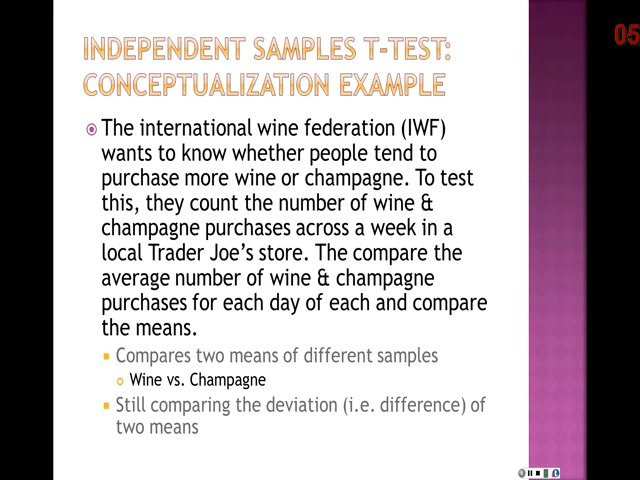 INDEPENDENT SAMPLES T-TEST:
CONCEPTUALIZATION EXAMPLE
The international wine federation (IWF)
wants to know whether people tend to
purchase more wine or champagne. To test
this, they count the number of wine &
champagne purchases across a week in a
local Trader Joe's store. The compare the
average number of wine & champagne
purchases for each day of each and compare
the means.
Compares two means of different samples
Wine vs. Champagne
Still comparing the deviation (i.e. difference) of
two means
05